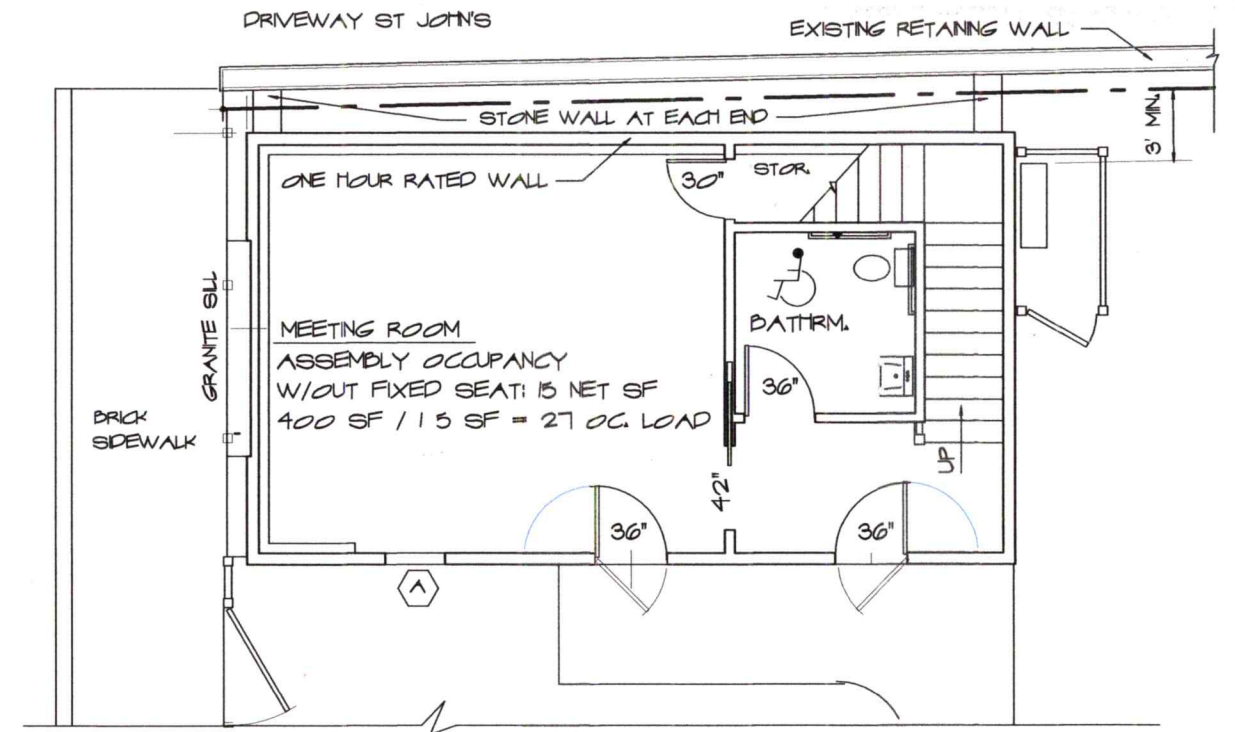 DRIVEWAY ST JOHN'S
EXISTING RETAINING WALL
STONE WALL AT EACH END
3' MIN.
ONE HOUR RATED WALL
30"
STOR.
GRANITE SILL
MEETING ROOM
ASSEMBLY OCCUPANCY
W/OUT FIXED SEAT: 15 NET SF
400 SF / 15 SF = 27 OC. LOAD
BATHRM.
36"
BRICK
SIDEWALK
UP
42"
36"
36"
A